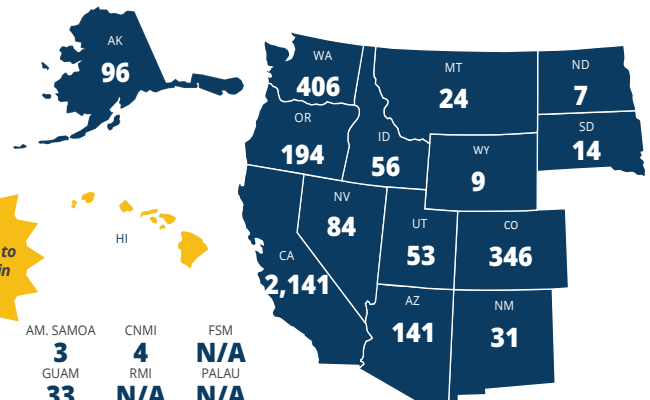 AK
96
WA
406
MT
24
ND
7
OR
194
ID
56
SD
14
WY
9
NV
84
UT
53
CO
346
HI
to
in
CA
2,141
AZ
141
NM
31
AM. SAMOA CNMI FSM
3 4 N/A
GUAM RMI PALAU
33 N/A N/A